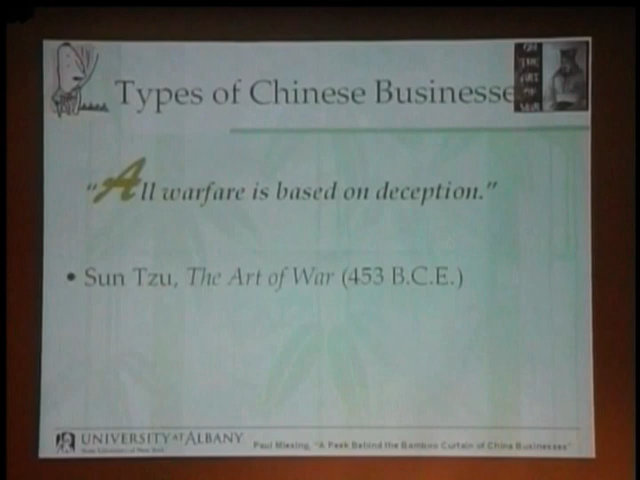 Types of Chinese Businesse
"All warfare is based on deception."
• Sun Tzu, The Art of War (453 B.C.E.)
UNIVERSITY AT ALBANY
State University of New York
Paul Miesing, "A Peek Behind the Bamboo Curtain of China Businesses"